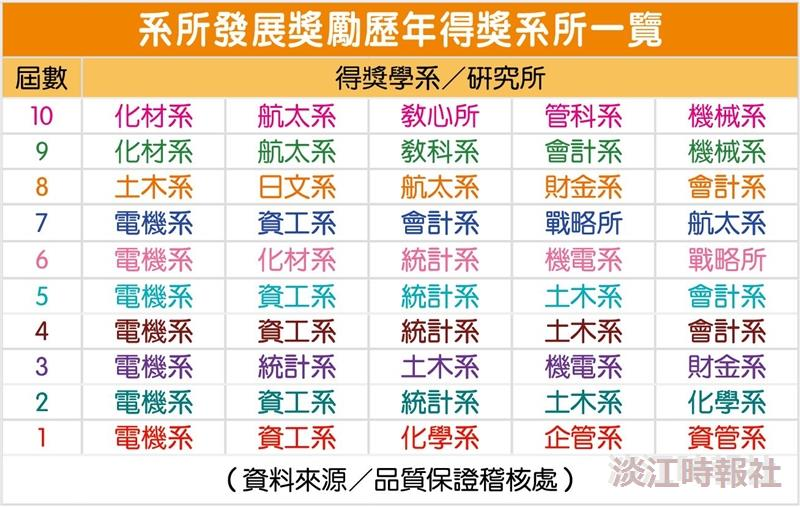 系所發展獎勵歷年得獎系所一覽
屆數 得獎學系／研究所
10 化材系 航太系 教心所 管科系 機械系
9 化材系 航太系 教科系 會計系 機械系
8 土木系 日文系 航太系 財金系 會計系
7 電機系 資工系 會計系 戰略所 航太系
6 電機系 化材系 統計系 機電系 戰略所
5 電機系 資工系 統計系 土木系 會計系
4 電機系 資工系 統計系 土木系 會計系
3 電機系 統計系 土木系 機電系 財金系
2 電機系 資工系 統計系 土木系 化學系
1 電機系 資工系 化學系 企管系 資管系
（資料來源／品質保證稽核處）
淡江時報社